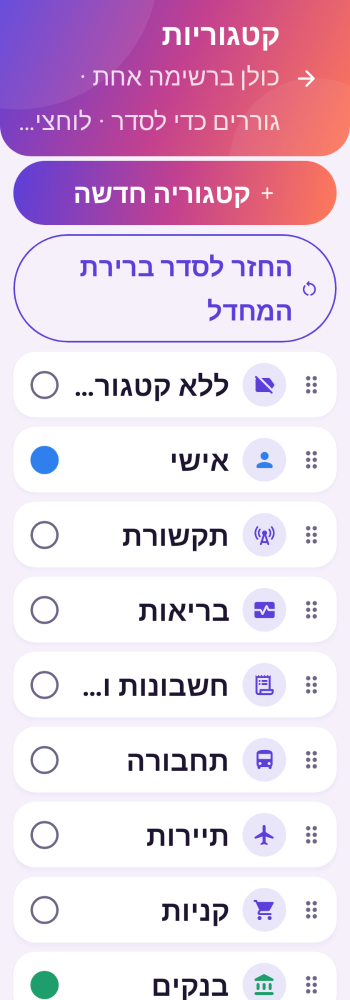 קטגוריות
כולן ברשימה אחת ·
גוררים כדי לסדר · לוחצי...
+ קטגוריה חדשה
החזר לסדר ברירת
המחדל
ללא קטגור...
אישי
תקשורת
בריאות
חשבונות ו...
תחבורה
תיירות
קניות
בנקים